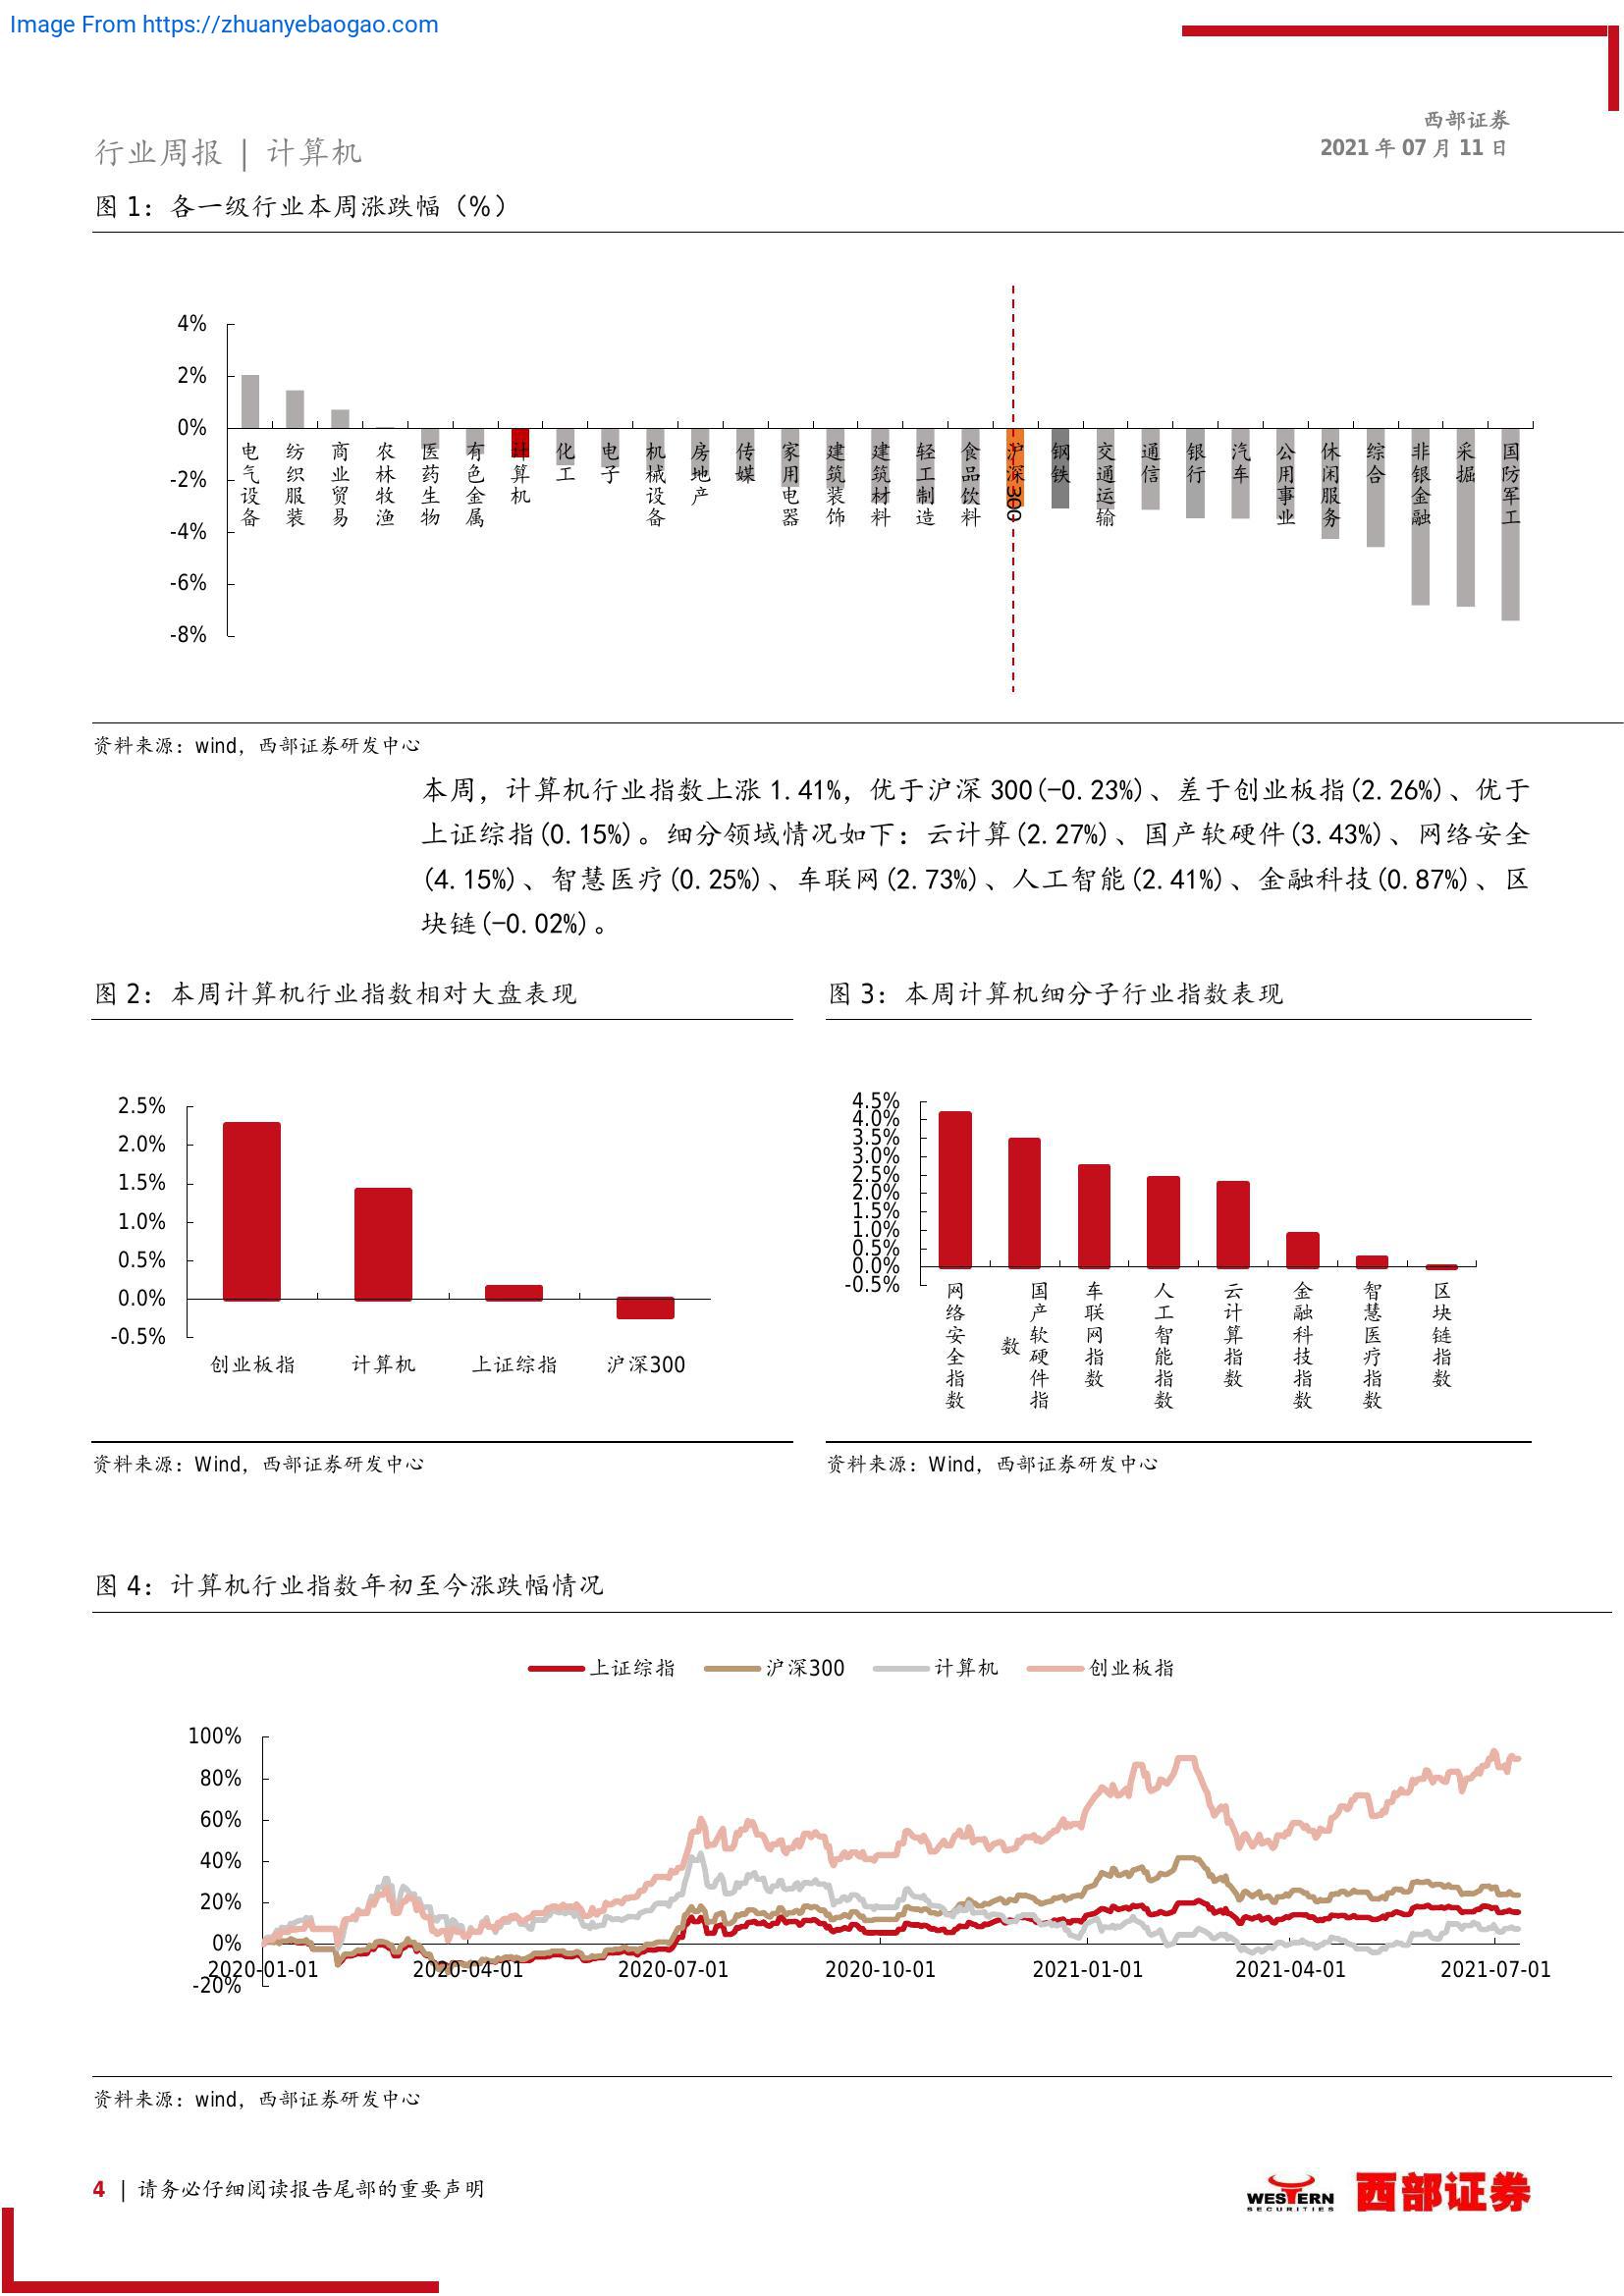 Image From https://zhuanyebaogao.com
西部证券
2021 年 07 月 11 日
行业周报 | 计算机
图 1：各一级行业本周涨跌幅（%）
4%
2%
0%
-2%
-4%
-6%
-8%
电气设备
纺织服装
商业贸易
农林牧渔
医药生物
有色金属
计算机
化工
电子
机械设备
房地产
传媒
家用电器
建筑装饰
建筑材料
轻工制造
食品饮料
沪深300
钢铁
交通运输
通信
银行
汽车
公用事业
休闲服务
综合
非银金融
采掘
国防军工
资料来源：wind，西部证券研发中心
本周，计算机行业指数上涨 1.41%，优于沪深 300(-0.23%)、差于创业板指(2.26%)、优于
上证综指(0.15%)。细分领域情况如下：云计算(2.27%)、国产软硬件(3.43%)、网络安全
(4.15%)、智慧医疗(0.25%)、车联网(2.73%)、人工智能(2.41%)、金融科技(0.87%)、区
块链(-0.02%)。
图 2：本周计算机行业指数相对大盘表现
2.5%
2.0%
1.5%
1.0%
0.5%
0.0%
-0.5%
创业板指 计算机 上证综指 沪深300
资料来源：Wind，西部证券研发中心
图 3：本周计算机细分子行业指数表现
4.5%
4.0%
3.5%
3.0%
2.5%
2.0%
1.5%
1.0%
0.5%
0.0%
-0.5%
网络安全指数
国产软硬件指数
车联网指数
人工智能指数
云计算指数
金融科技指数
智慧医疗指数
区块链指数
资料来源：Wind，西部证券研发中心
图 4：计算机行业指数年初至今涨跌幅情况
上证综指 沪深300 计算机 创业板指
100%
80%
60%
40%
20%
0%
-20%
2020-01-01 2020-04-01 2020-07-01 2020-10-01 2021-01-01 2021-04-01 2021-07-01
资料来源：wind，西部证券研发中心
4 | 请务必仔细阅读报告尾部的重要声明
WESTERN
SECURITIES
西部证券